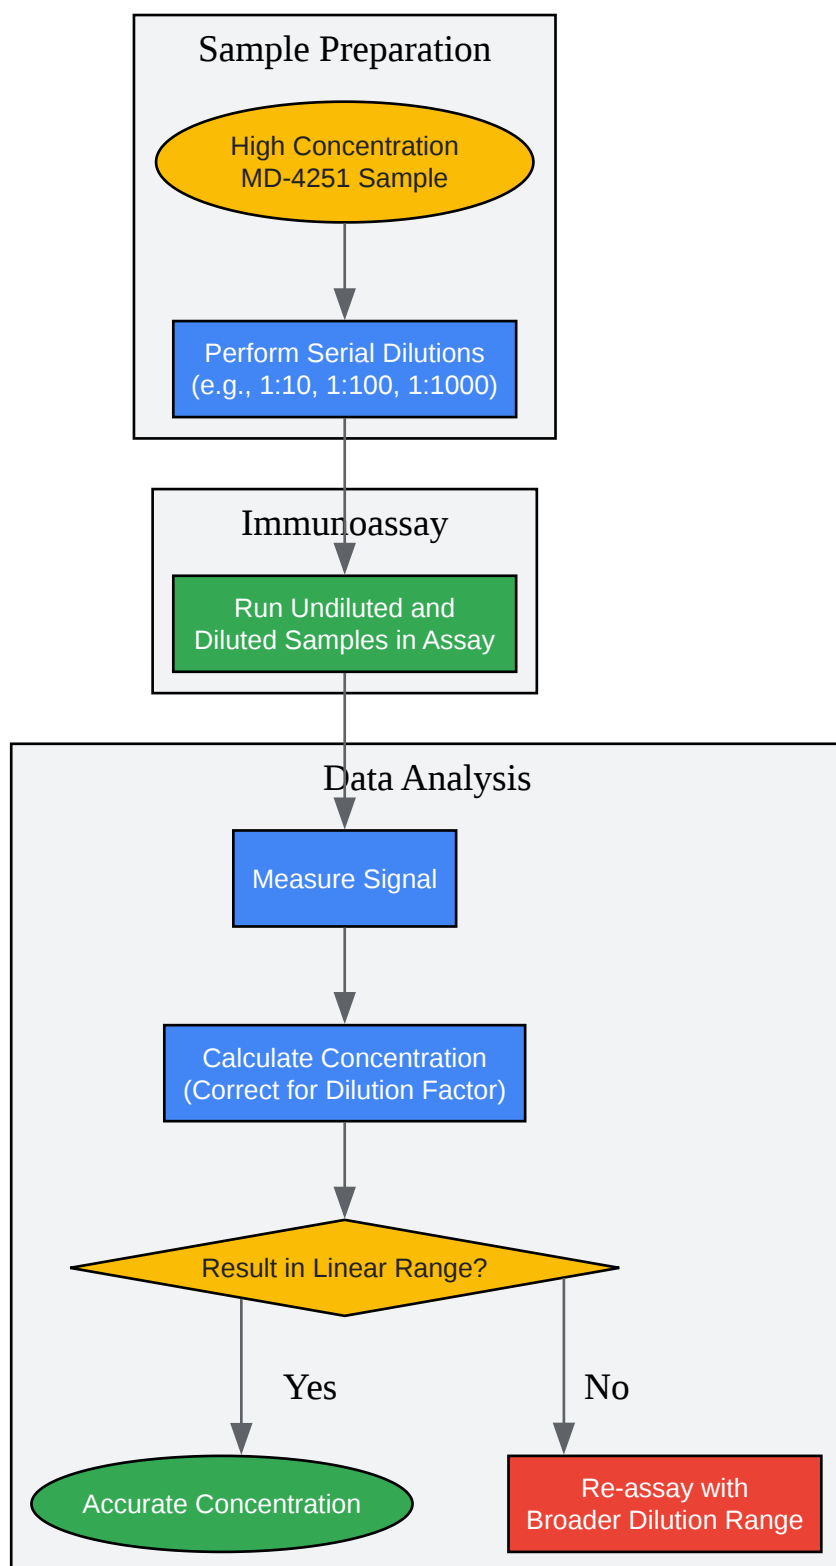 Sample Preparation
High Concentration
MD-4251 Sample
Perform Serial Dilutions
(e.g., 1:10, 1:100, 1:1000)
Immunoassay
Run Undiluted and
Diluted Samples in Assay
Data Analysis
Measure Signal
Calculate Concentration
(Correct for Dilution Factor)
Result in Linear Range?
Yes
No
Accurate Concentration
Re-assay with
Broader Dilution Range